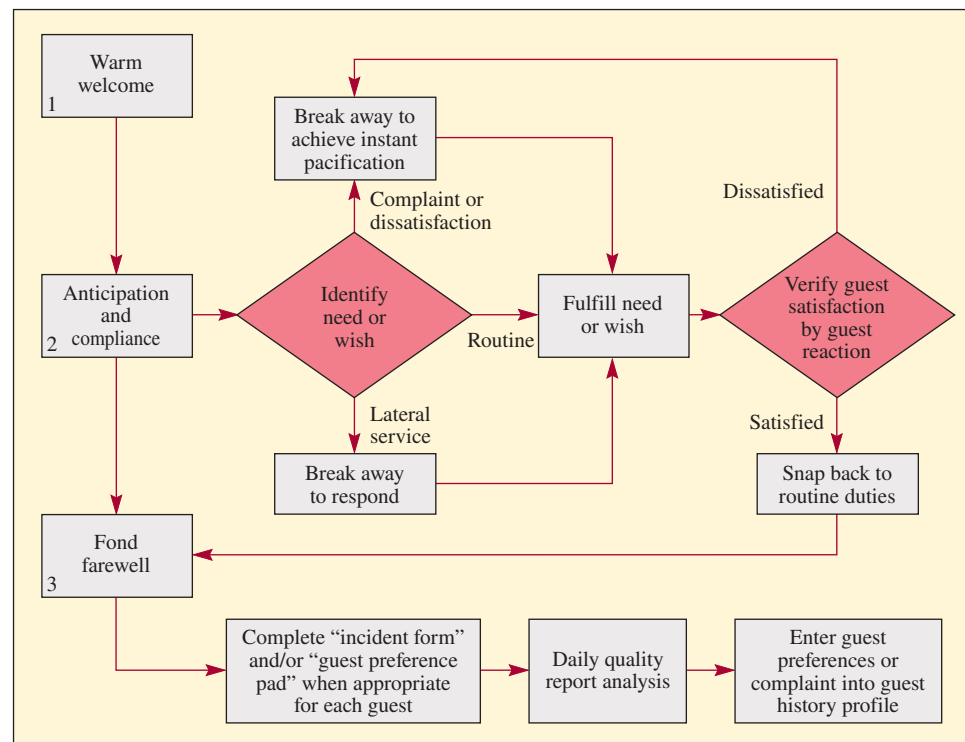 Warm
welcome
1
Break away to
achieve instant
pacification
Complaint or
dissatisfaction
Dissatisfied
Anticipation
and
compliance
2
Identify
need or
wish
Routine
Fulfill need
or wish
Verify guest
satisfaction
by guest
reaction
Lateral
service
Satisfied
Break away
to respond
Snap back to
routine duties
Fond
farewell
3
Complete “incident form”
and/or “guest preference
pad” when appropriate
for each guest
Daily quality
report analysis
Enter guest
preferences or
complaint into guest
history profile